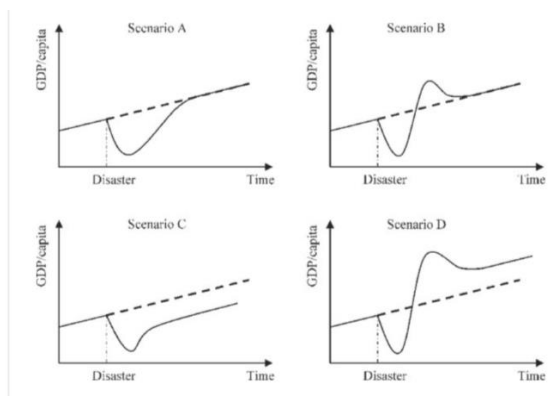 Scenario A
GDP/capita
Disaster
Time
Scenario B
GDP/capita
Disaster
Time
Scenario C
GDP/capita
Disaster
Time
Scenario D
GDP/capita
Disaster
Time